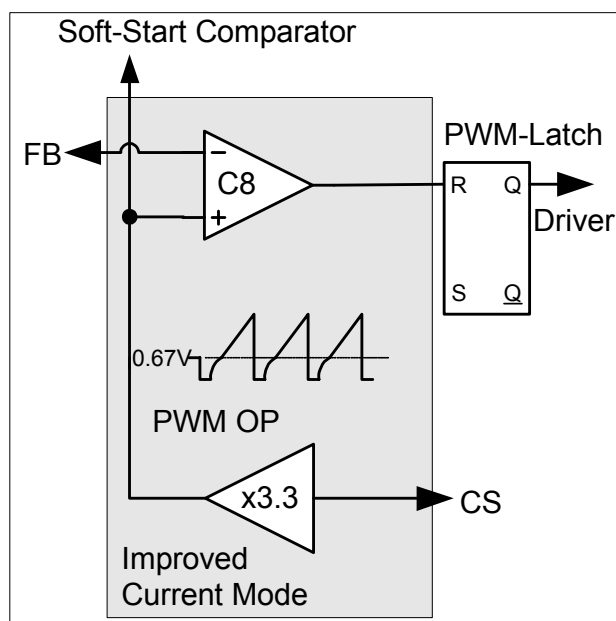 Soft-Start Comparator
FB
−
C8
+
PWM-Latch
R Q
Driver
S Q
0.67V
PWM OP
x3.3
CS
Improved
Current Mode